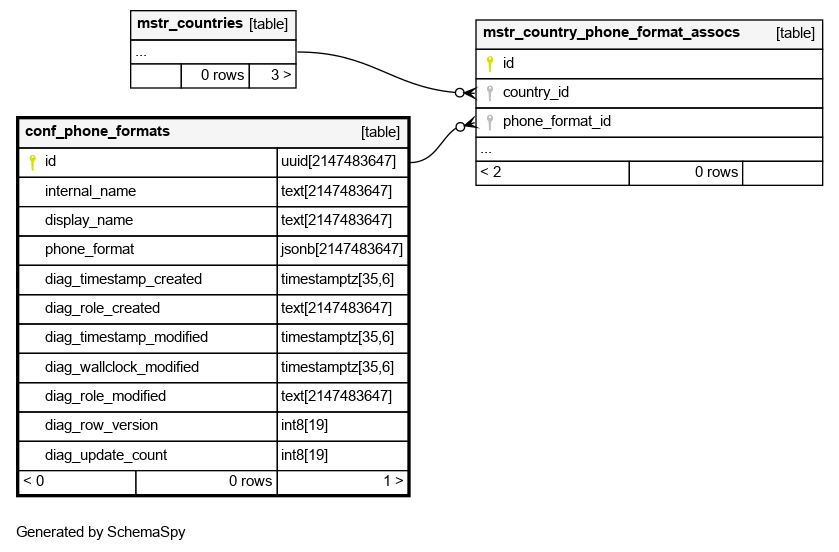 mstr_countries [table]
...
0 rows 3 >
mstr_country_phone_format_assocs [table]
id
country_id
phone_format_id
...
< 2 0 rows
conf_phone_formats [table]
id uuid[2147483647]
internal_name text[2147483647]
display_name text[2147483647]
phone_format jsonb[2147483647]
diag_timestamp_created timestamptz[35,6]
diag_role_created text[2147483647]
diag_timestamp_modified timestamptz[35,6]
diag_wallclock_modified timestamptz[35,6]
diag_role_modified text[2147483647]
diag_row_version int8[19]
diag_update_count int8[19]
< 0 0 rows 1 >
Generated by SchemaSpy